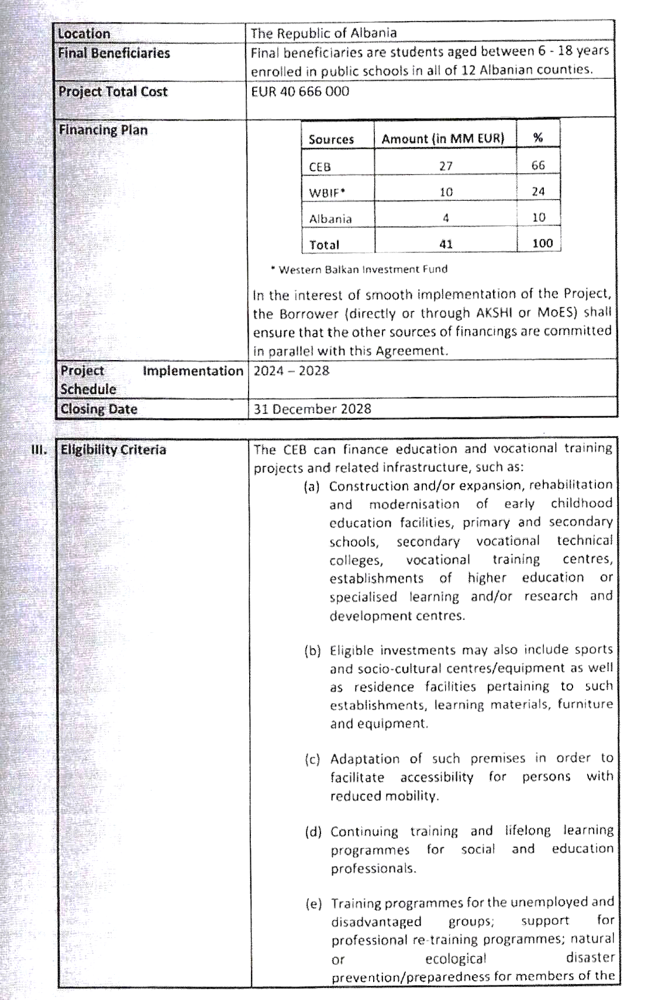 Location The Republic of Albania
Final Beneficiaries Final beneficiaries are students aged between 6 - 18 years
enrolled in public schools in all of 12 Albanian counties.
Project Total Cost EUR 40 666 000
Financing Plan
Sources Amount (in MM EUR) %
CEB 27 66
WBIF* 10 24
Albania 4 10
Total 41 100
* Western Balkan Investment Fund
In the interest of smooth implementation of the Project,
the Borrower (directly or through AKSHI or MoES) shall
ensure that the other sources of financings are committed
in parallel with this Agreement.
Project Implementation 2024 – 2028
Schedule
Closing Date 31 December 2028
III. Eligibility Criteria The CEB can finance education and vocational training
projects and related infrastructure, such as:
(a) Construction and/or expansion, rehabilitation
and modernisation of early childhood
education facilities, primary and secondary
schools, secondary vocational technical
colleges, vocational training centres,
establishments of higher education or
specialised learning and/or research and
development centres.
(b) Eligible investments may also include sports
and socio-cultural centres/equipment as well
as residence facilities pertaining to such
establishments, learning materials, furniture
and equipment.
(c) Adaptation of such premises in order to
facilitate accessibility for persons with
reduced mobility.
(d) Continuing training and lifelong learning
programmes for social and education
professionals.
(e) Training programmes for the unemployed and
disadvantaged groups; support for
professional re-training programmes; natural
or ecological disaster
prevention/preparedness for members of the